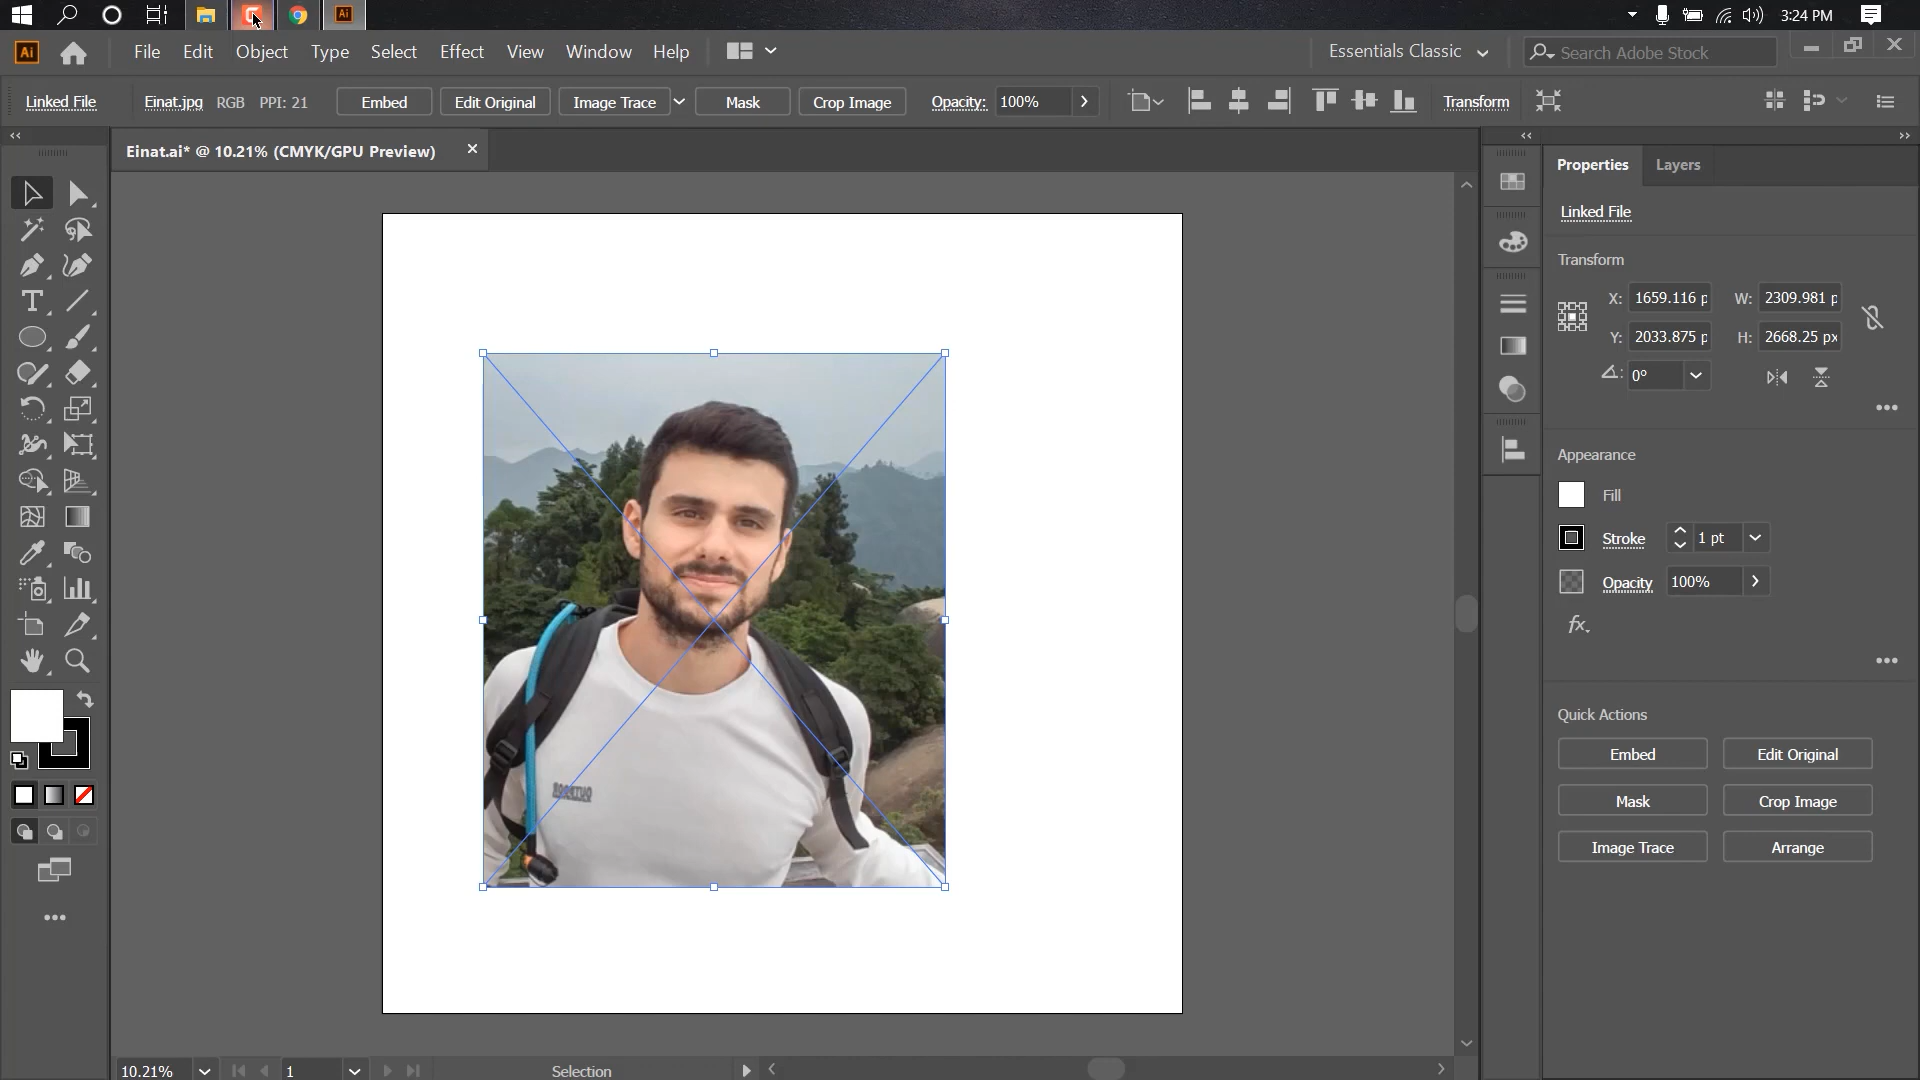 3:24 PM
Ai
File Edit Object Type Select Effect View Window Help
Essentials Classic
Search Adobe Stock
Linked File
Einat.jpg RGB PPI: 21
Embed
Edit Original
Image Trace
Mask
Crop Image
Opacity: 100%
Transform
Einat.ai* @ 10.21% (CMYK/GPU Preview)
Properties
Layers
Linked File
Transform
X: 1659.116 p
W: 2309.981 p
Y: 2033.875 p
H: 2668.25 px
0°
Appearance
Fill
Stroke 1 pt
Opacity 100%
fx.
Quick Actions
Embed
Edit Original
Mask
Crop Image
Image Trace
Arrange
10.21%
1
Selection